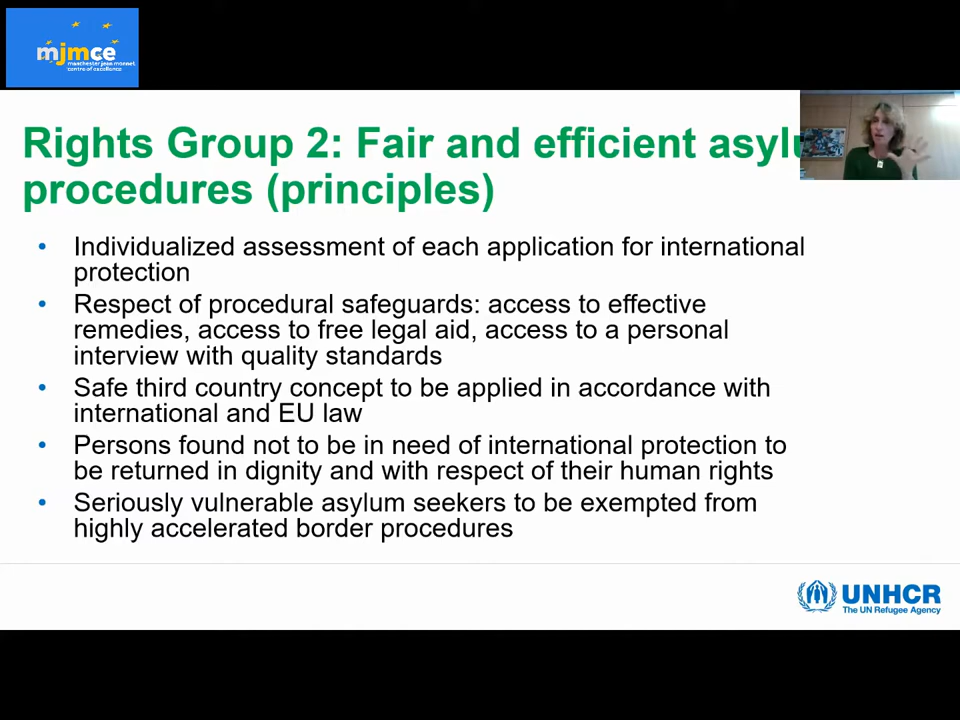 mjmce
manchester jean monnet
centre of excellence
Rights Group 2: Fair and efficient
procedures (principles)
• Individualized assessment of each application for international
protection
• Respect of procedural safeguards: access to effective
remedies, access to free legal aid, access to a personal
interview with quality standards
• Safe third country concept to be applied in accordance with
international and EU law
• Persons found not to be in need of international protection to
be returned in dignity and with respect of their human rights
• Seriously vulnerable asylum seekers to be exempted from
highly accelerated border procedures
UNHCR
The UN Refugee Agency